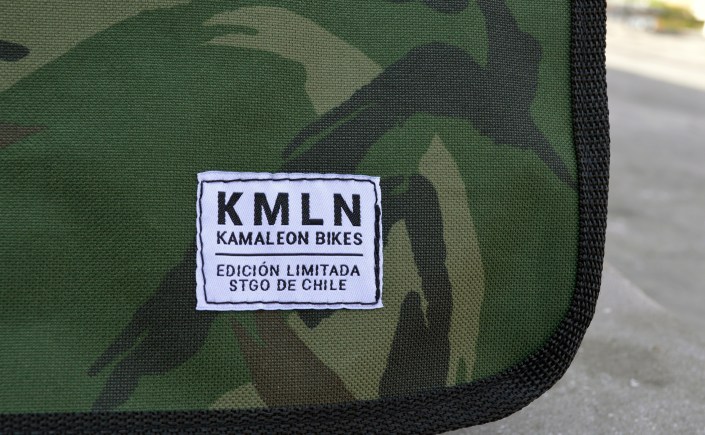 KMLN
KAMALEON BIKES
EDICIÓN LIMITADA
STGO DE CHILE